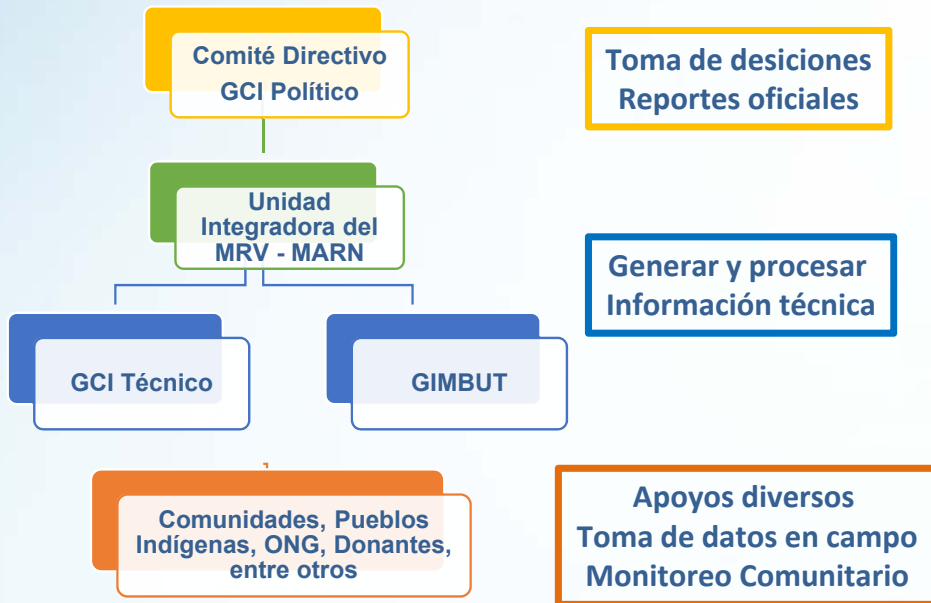 Comité Directivo
GCI Político
Toma de desiciones
Reportes oficiales
Unidad
Integradora del
MRV - MARN
Generar y procesar
Información técnica
GCI Técnico
GIMBUT
Comunidades, Pueblos
Indígenas, ONG, Donantes,
entre otros
Apoyos diversos
Toma de datos en campo
Monitoreo Comunitario